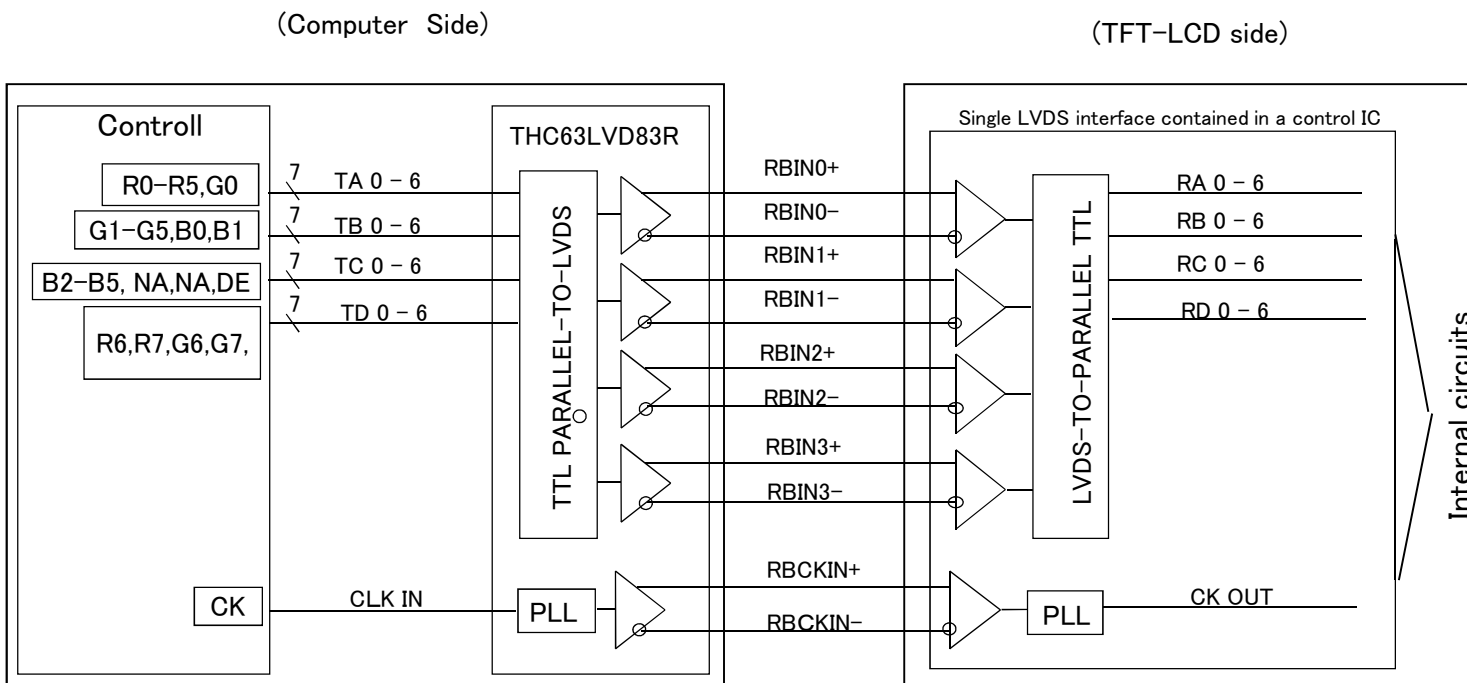 (Computer Side)
(TFT-LCD side)
Controll
THC63LVD83R
Single LVDS interface contained in a control IC
R0-R5,G0
7
TA 0 - 6
RBIN0+
RA 0 - 6
G1-G5,B0,B1
7
TB 0 - 6
RBIN0-
RB 0 - 6
B2-B5, NA,NA,DE
7
TC 0 - 6
RBIN1+
RC 0 - 6
R6,R7,G6,G7,
7
TD 0 - 6
RBIN1-
RD 0 - 6
TTL PARALLEL-TO-LVDS
LVDS-TO-PARALLEL TTL
Internal circuits
RBIN2+
RBIN2-
RBIN3+
RBIN3-
CK
CLK IN
PLL
RBCKIN+
RBCKIN-
PLL
CK OUT